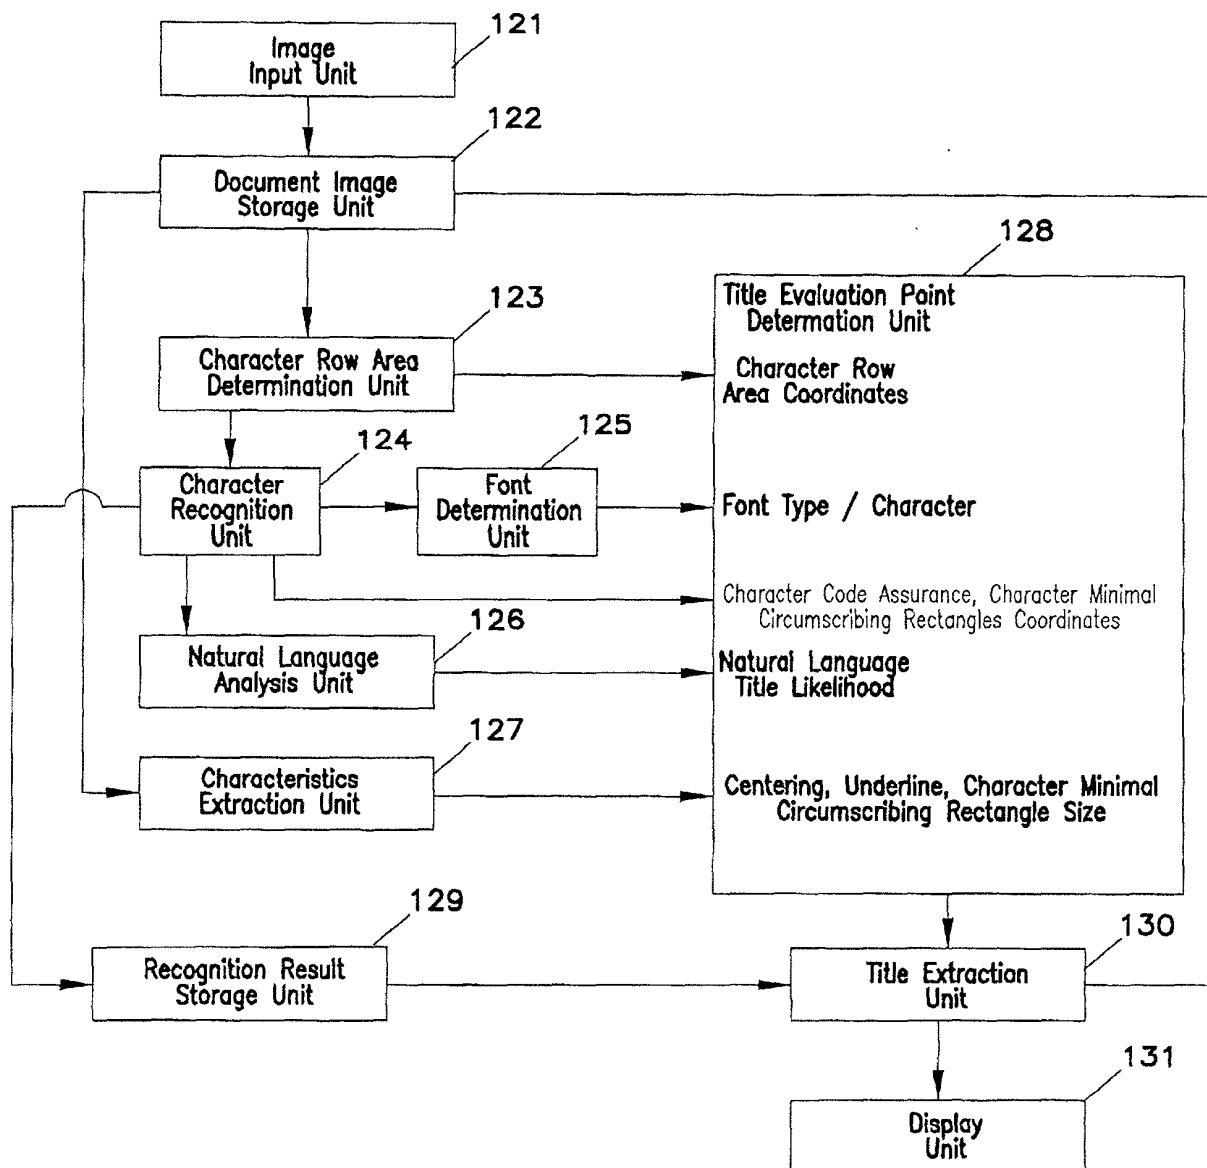 121
Image
Input Unit
122
Document Image
Storage Unit
128
Title Evaluation Point
Determation Unit
123
Character Row Area
Determination Unit
Character Row
Area Coordinates
124
Character
Recognition
Unit
125
Font
Determination
Unit
Font Type / Character
Character Code Assurance, Character Minimal
Circumscribing Rectangles Coordinates
126
Natural Language
Analysis Unit
Natural Language
Title Likelihood
127
Characteristics
Extraction Unit
Centering, Underline, Character Minimal
Circumscribing Rectangle Size
129
Recognition Result
Storage Unit
130
Title Extraction
Unit
131
Display
Unit